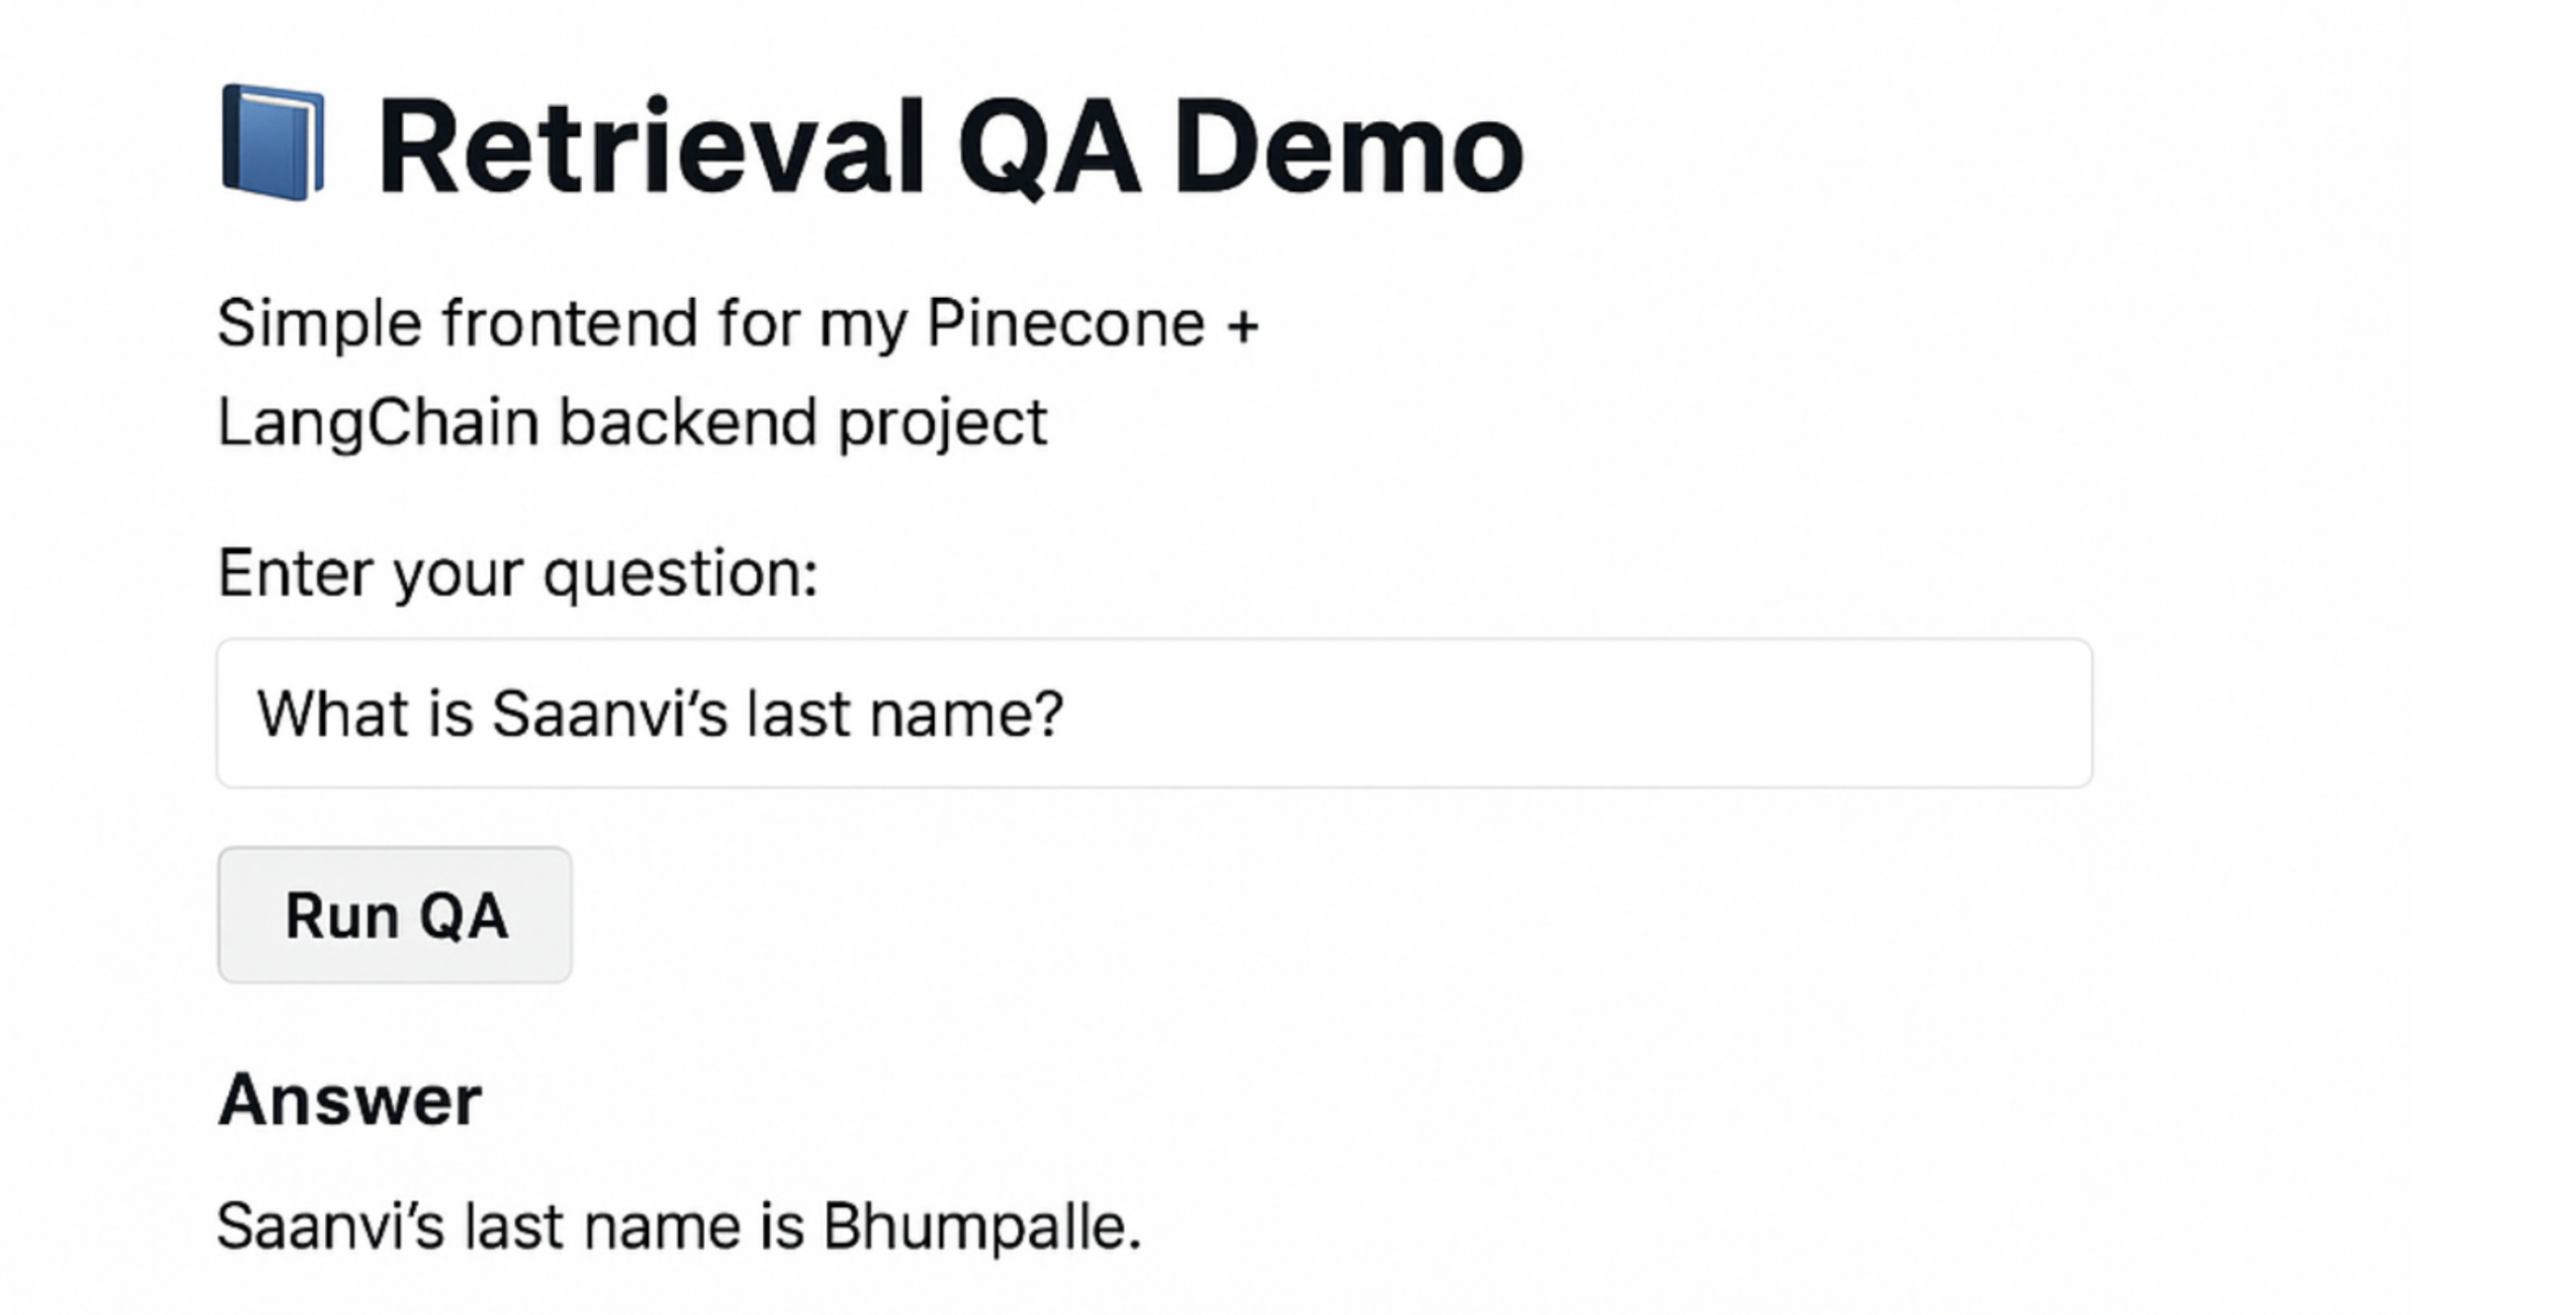 Retrieval QA Demo
Simple frontend for my Pinecone +
LangChain backend project
Enter your question:
What is Saanvi’s last name?
Run QA
Answer
Saanvi’s last name is Bhumpalle.